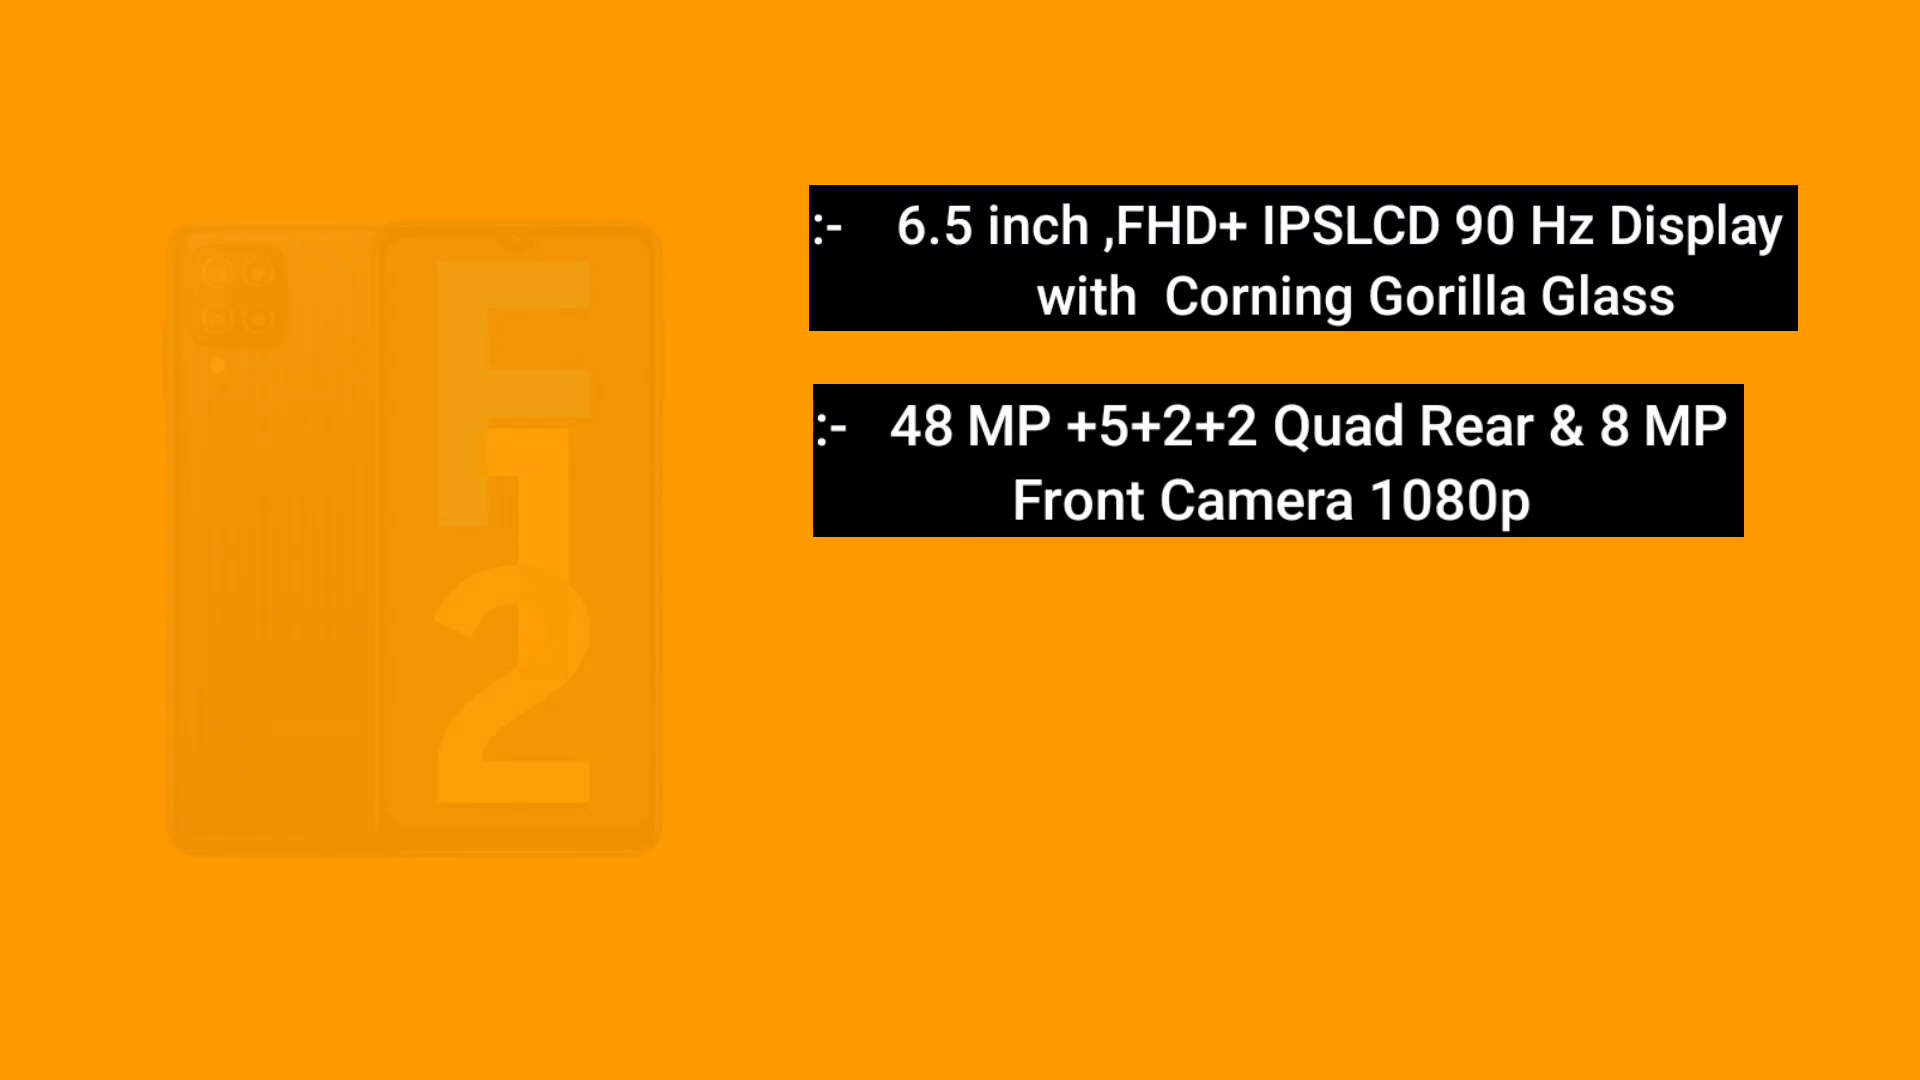 F
1
2
:- 6.5 inch ,FHD+ IPSLCD 90 Hz Display
with Corning Gorilla Glass
:- 48 MP +5+2+2 Quad Rear & 8 MP
Front Camera 1080p